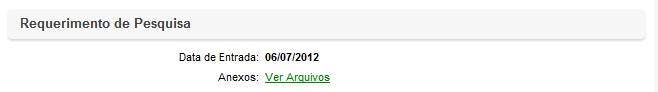 Requerimento de Pesquisa
Data de Entrada: 06/07/2012
Anexos: Ver Arquivos